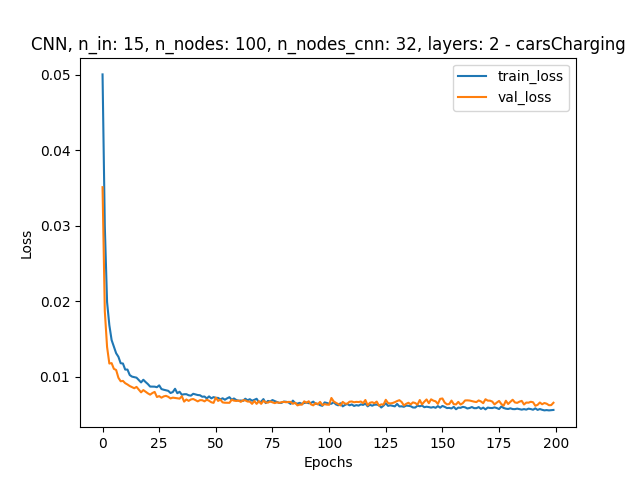 CNN, n_in: 15, n_nodes: 100, n_nodes_cnn: 32, layers: 2 - carsCharging
train_loss
val_loss
0.05
0.04
0.03
0.02
0.01
Loss
0
25
50
75
100
125
150
175
200
Epochs